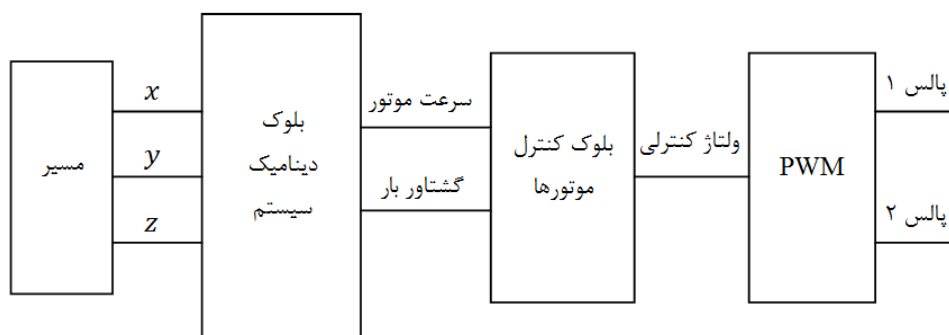 مسیر
x
y
z
بلوک
دینامیک
سیستم
سرعت موتور
گشتاور بار
بلوک کنترل
موتورها
ولتاژ کنترلی
PWM
پالس ۱
پالس ۲